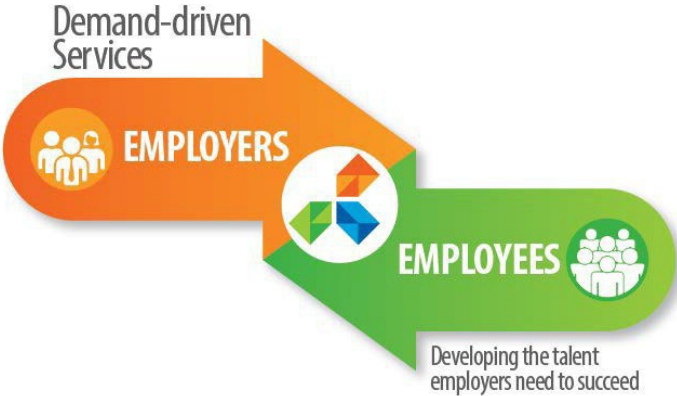 Demand-driven
Services
EMPLOYERS
EMPLOYEES
Developing the talent
employers need to succeed